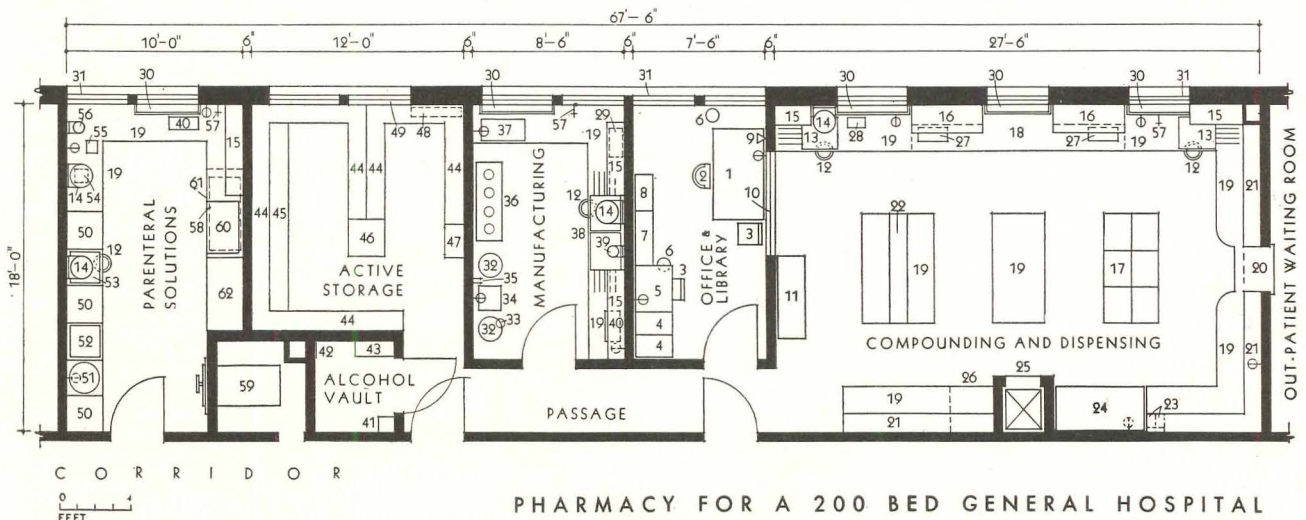 67'-6"
10'-0" 6" 12'-0" 6" 8'-6" 6" 7'-6" 6" 27'-6"
31 30 30 31 30 30 30 31
18'-0"
56 55 19 40 57 15
19
14 54 61
50 58 60
14 12 53
50 62
52
51
50
PARENTERAL
SOLUTIONS
59
49 48
44 45 44 44 44
46 47
44
ACTIVE
STORAGE
42 43
ALCOHOL
VAULT
41
37 57 29
19
15
36
12 14
38
32 39
35
34
33 15
32 19 40
MANUFACTURING
6
9
2 1
10
8
7 3
6
5 3
4
4
OFFICE &
LIBRARY
11
PASSAGE
15 14 28 16 18 16 57 15
13 19 27 27 19 13
12 12
29
19 19 17
19 21
20
COMPOUNDING AND DISPENSING
19 21
26 25
19
21 24 23
OUT-PATIENT WAITING ROOM
CORRIDOR
0 4
FEET
PHARMACY FOR A 200 BED GENERAL HOSPITAL